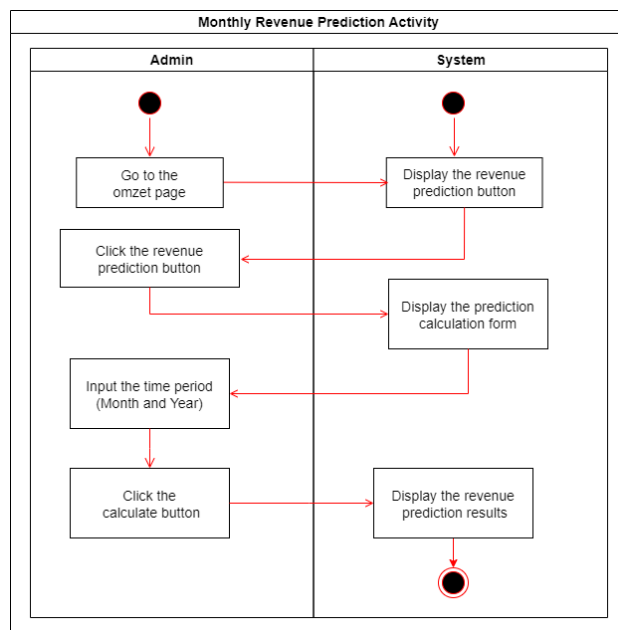 Monthly Revenue Prediction Activity
Admin
System
Go to the
omzet page
Display the revenue
prediction button
Click the revenue
prediction button
Display the prediction
calculation form
Input the time period
(Month and Year)
Click the
calculate button
Display the revenue
prediction results